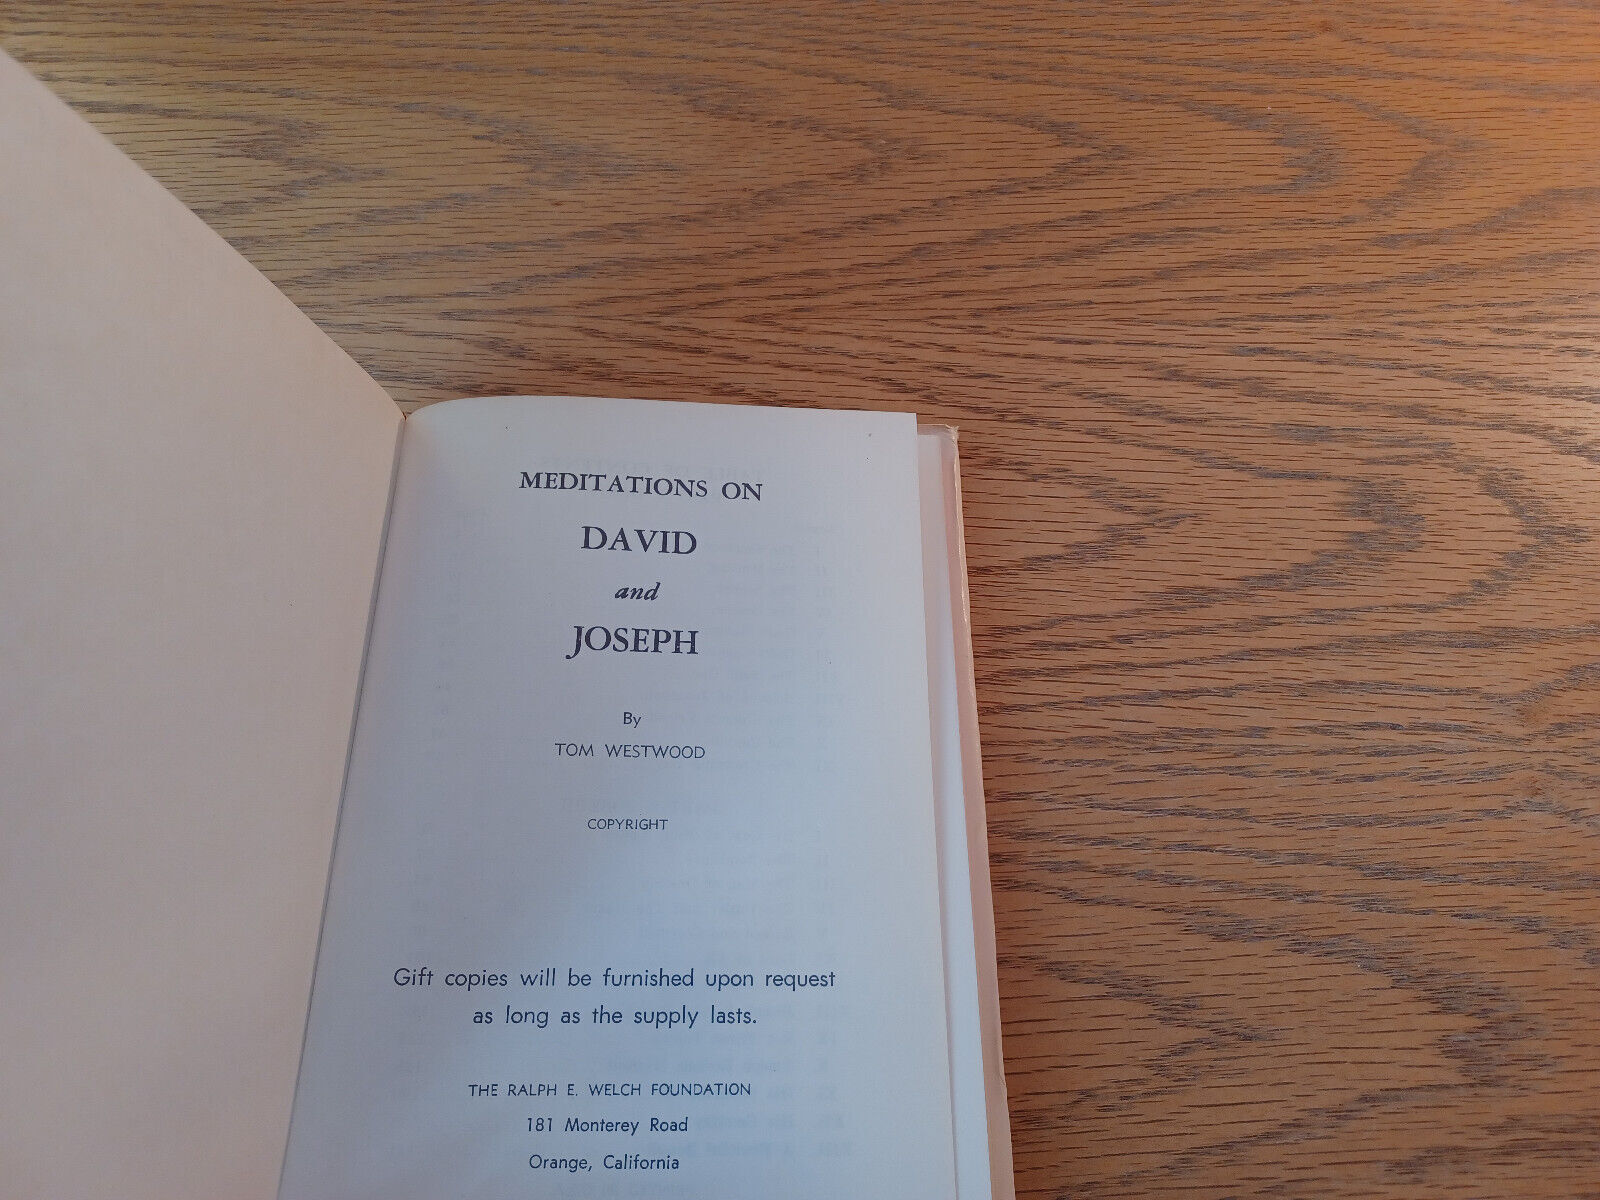 MEDITATIONS ON
DAVID
and
JOSEPH
By
TOM WESTWOOD
COPYRIGHT
Gift copies will be furnished upon request
as long as the supply lasts.
THE RALPH E. WELCH FOUNDATION
181 Monterey Road
Orange, California